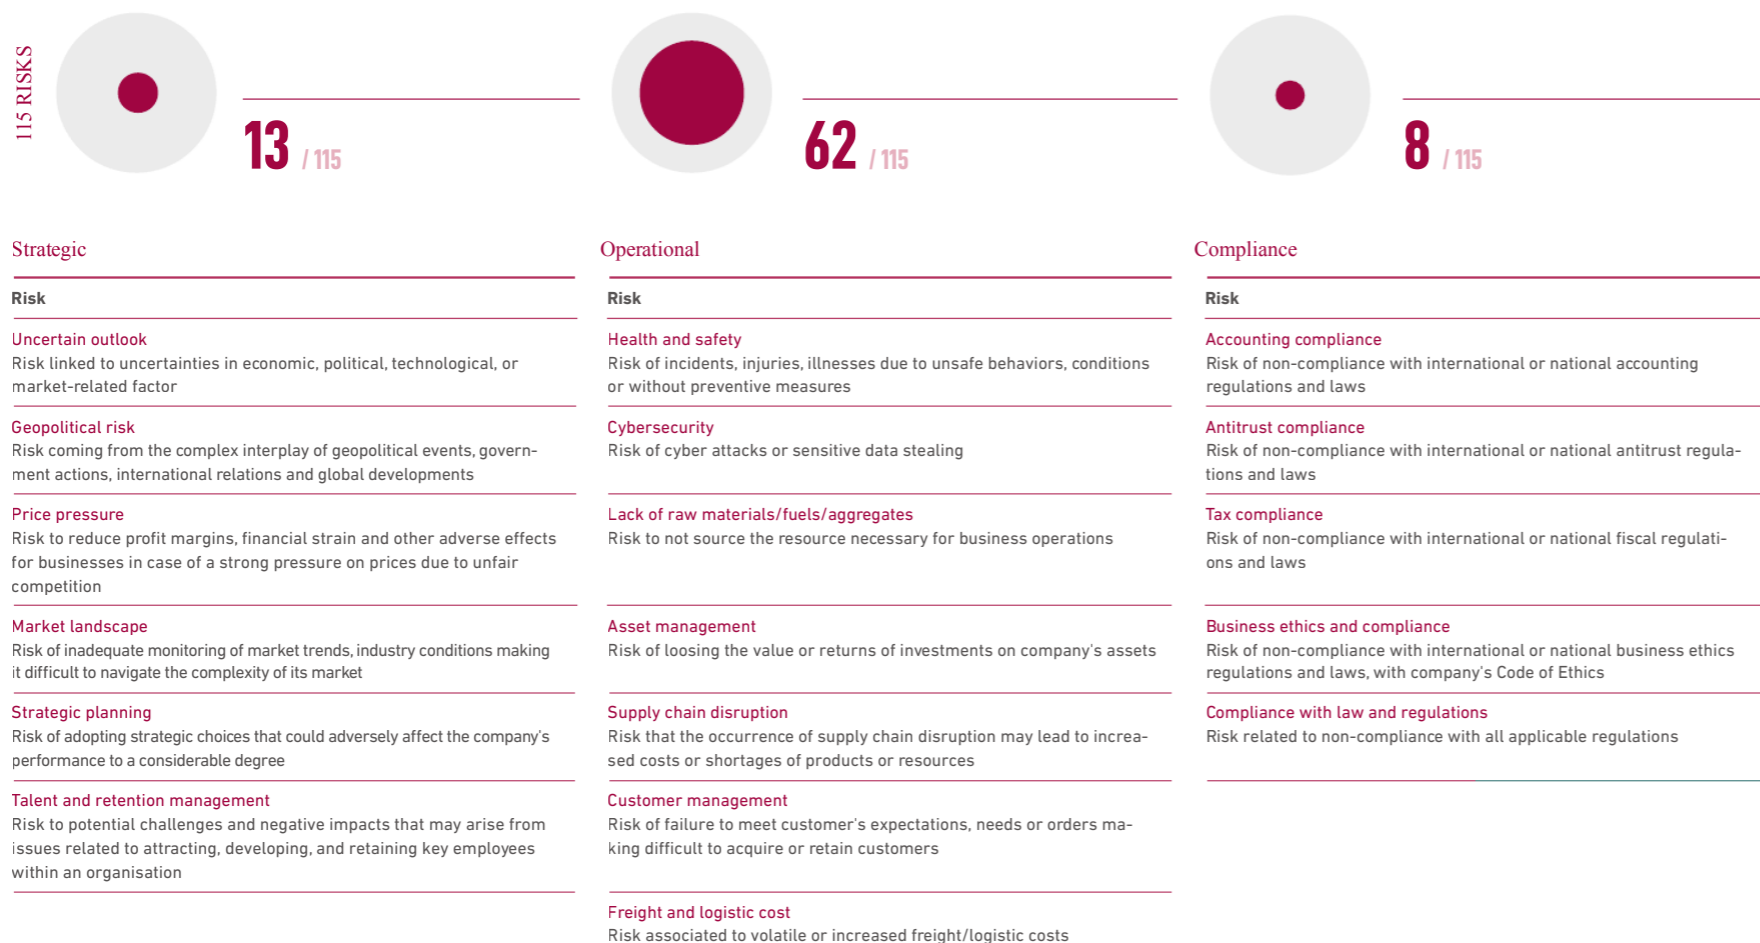 115 RISKS
13 / 115
62 / 115
8 / 115
Strategic
Risk
Uncertain outlook
Risk linked to uncertainties in economic, political, technological, or
market-related factor
Geopolitical risk
Risk coming from the complex interplay of geopolitical events, govern-
ment actions, international relations and global developments
Price pressure
Risk to reduce profit margins, financial strain and other adverse effects
for businesses in case of a strong pressure on prices due to unfair
competition
Market landscape
Risk of inadequate monitoring of market trends, industry conditions making
it difficult to navigate the complexity of its market
Strategic planning
Risk of adopting strategic choices that could adversely affect the company's
performance to a considerable degree
Talent and retention management
Risk to potential challenges and negative impacts that may arise from
issues related to attracting, developing, and retaining key employees
within an organisation
Operational
Risk
Health and safety
Risk of incidents, injuries, illnesses due to unsafe behaviors, conditions
or without preventive measures
Cybersecurity
Risk of cyber attacks or sensitive data stealing
Lack of raw materials/fuels/aggregates
Risk to not source the resource necessary for business operations
Asset management
Risk of loosing the value or returns of investments on company's assets
Supply chain disruption
Risk that the occurrence of supply chain disruption may lead to increa-
sed costs or shortages of products or resources
Customer management
Risk of failure to meet customer's expectations, needs or orders ma-
king difficult to acquire or retain customers
Freight and logistic cost
Risk associated to volatile or increased freight/logistic costs
Compliance
Risk
Accounting compliance
Risk of non-compliance with international or national accounting
regulations and laws
Antitrust compliance
Risk of non-compliance with international or national antitrust regula-
tions and laws
Tax compliance
Risk of non-compliance with international or national fiscal regulati-
ons and laws
Business ethics and compliance
Risk of non-compliance with international or national business ethics
regulations and laws, with company's Code of Ethics
Compliance with law and regulations
Risk related to non-compliance with all applicable regulations